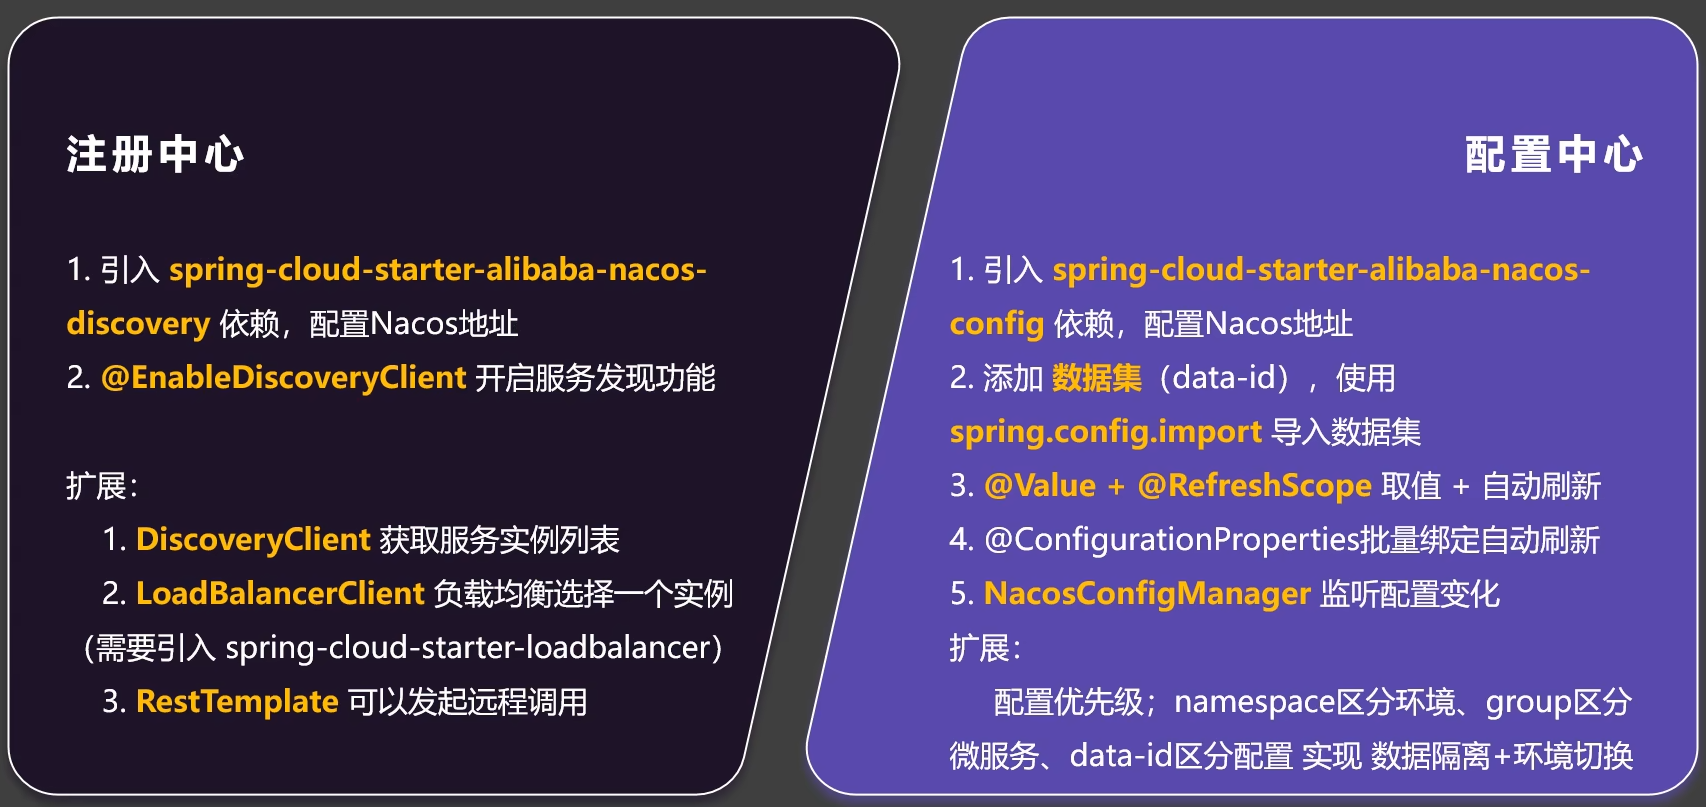 注册中心
1. 引入 spring-cloud-starter-alibaba-nacos-
discovery 依赖，配置Nacos地址
2. @EnableDiscoveryClient 开启服务发现功能
扩展：
1. DiscoveryClient 获取服务实例列表
2. LoadBalancerClient 负载均衡选择一个实例
（需要引入 spring-cloud-starter-loadbalancer）
3. RestTemplate 可以发起远程调用
配置中心
1. 引入 spring-cloud-starter-alibaba-nacos-
config 依赖，配置Nacos地址
2. 添加 数据集（data-id），使用
spring.config.import 导入数据集
3. @Value + @RefreshScope 取值 + 自动刷新
4. @ConfigurationProperties批量绑定自动刷新
5. NacosConfigManager 监听配置变化
扩展：
配置优先级；namespace区分环境、group区分
微服务、data-id区分配置 实现 数据隔离+环境切换